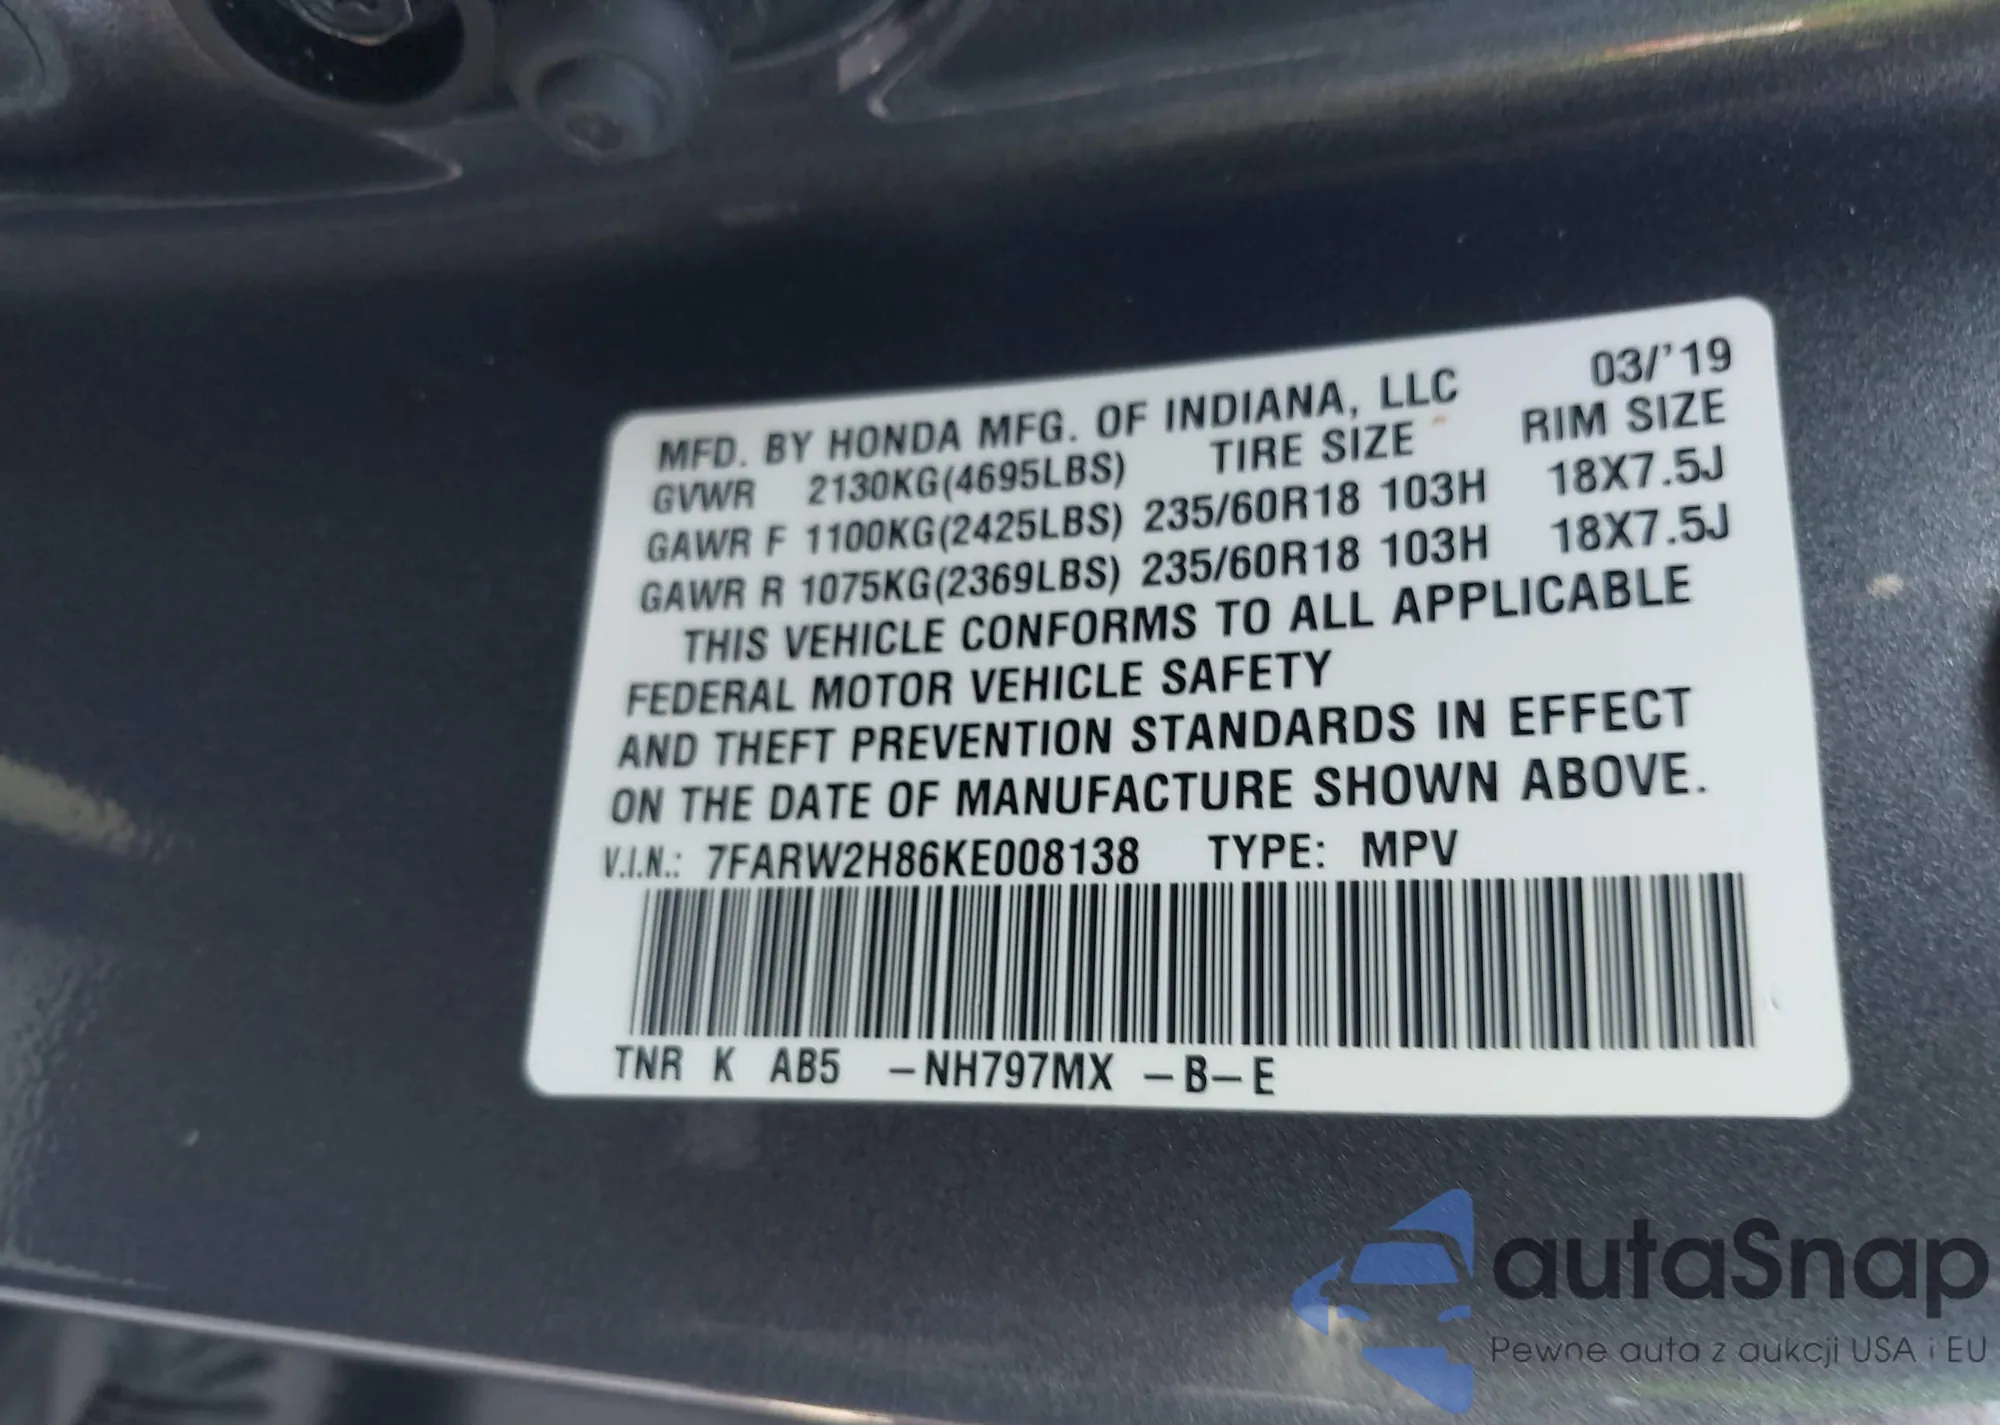 MFD. BY HONDA MFG. OF INDIANA, LLC 03/'19
GVWR 2130KG(4695LBS) TIRE SIZE RIM SIZE
GAWR F 1100KG(2425LBS) 235/60R18 103H 18X7.5J
GAWR R 1075KG(2369LBS) 235/60R18 103H 18X7.5J
THIS VEHICLE CONFORMS TO ALL APPLICABLE
FEDERAL MOTOR VEHICLE SAFETY
AND THEFT PREVENTION STANDARDS IN EFFECT
ON THE DATE OF MANUFACTURE SHOWN ABOVE.
V.I.N.: 7FARW2H86KE008138 TYPE: MPV
TNR K AB5 -NH797MX -B-E
autaSnap
Pewne auta z aukcji USA i EU